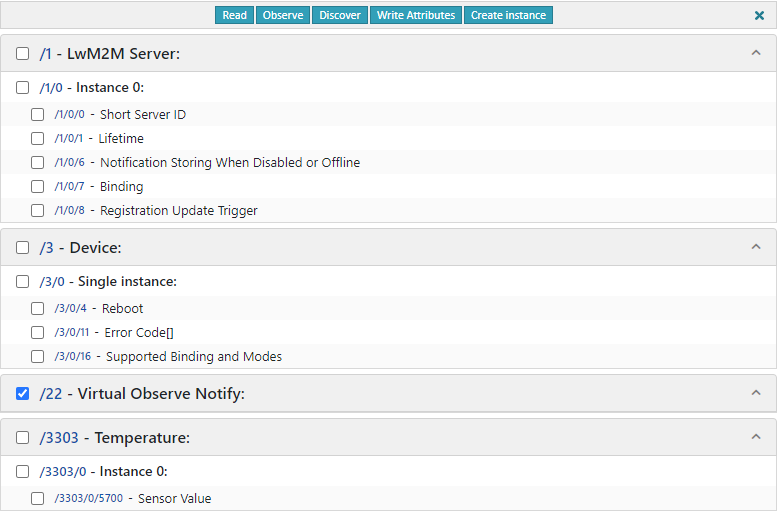 Read Observe Discover Write Attributes Create instance
/1 - LwM2M Server:
/1/0 - Instance 0:
/1/0/0 - Short Server ID
/1/0/1 - Lifetime
/1/0/6 - Notification Storing When Disabled or Offline
/1/0/7 - Binding
/1/0/8 - Registration Update Trigger
/3 - Device:
/3/0 - Single instance:
/3/0/4 - Reboot
/3/0/11 - Error Code[]
/3/0/16 - Supported Binding and Modes
/22 - Virtual Observe Notify:
/3303 - Temperature:
/3303/0 - Instance 0:
/3303/0/5700 - Sensor Value